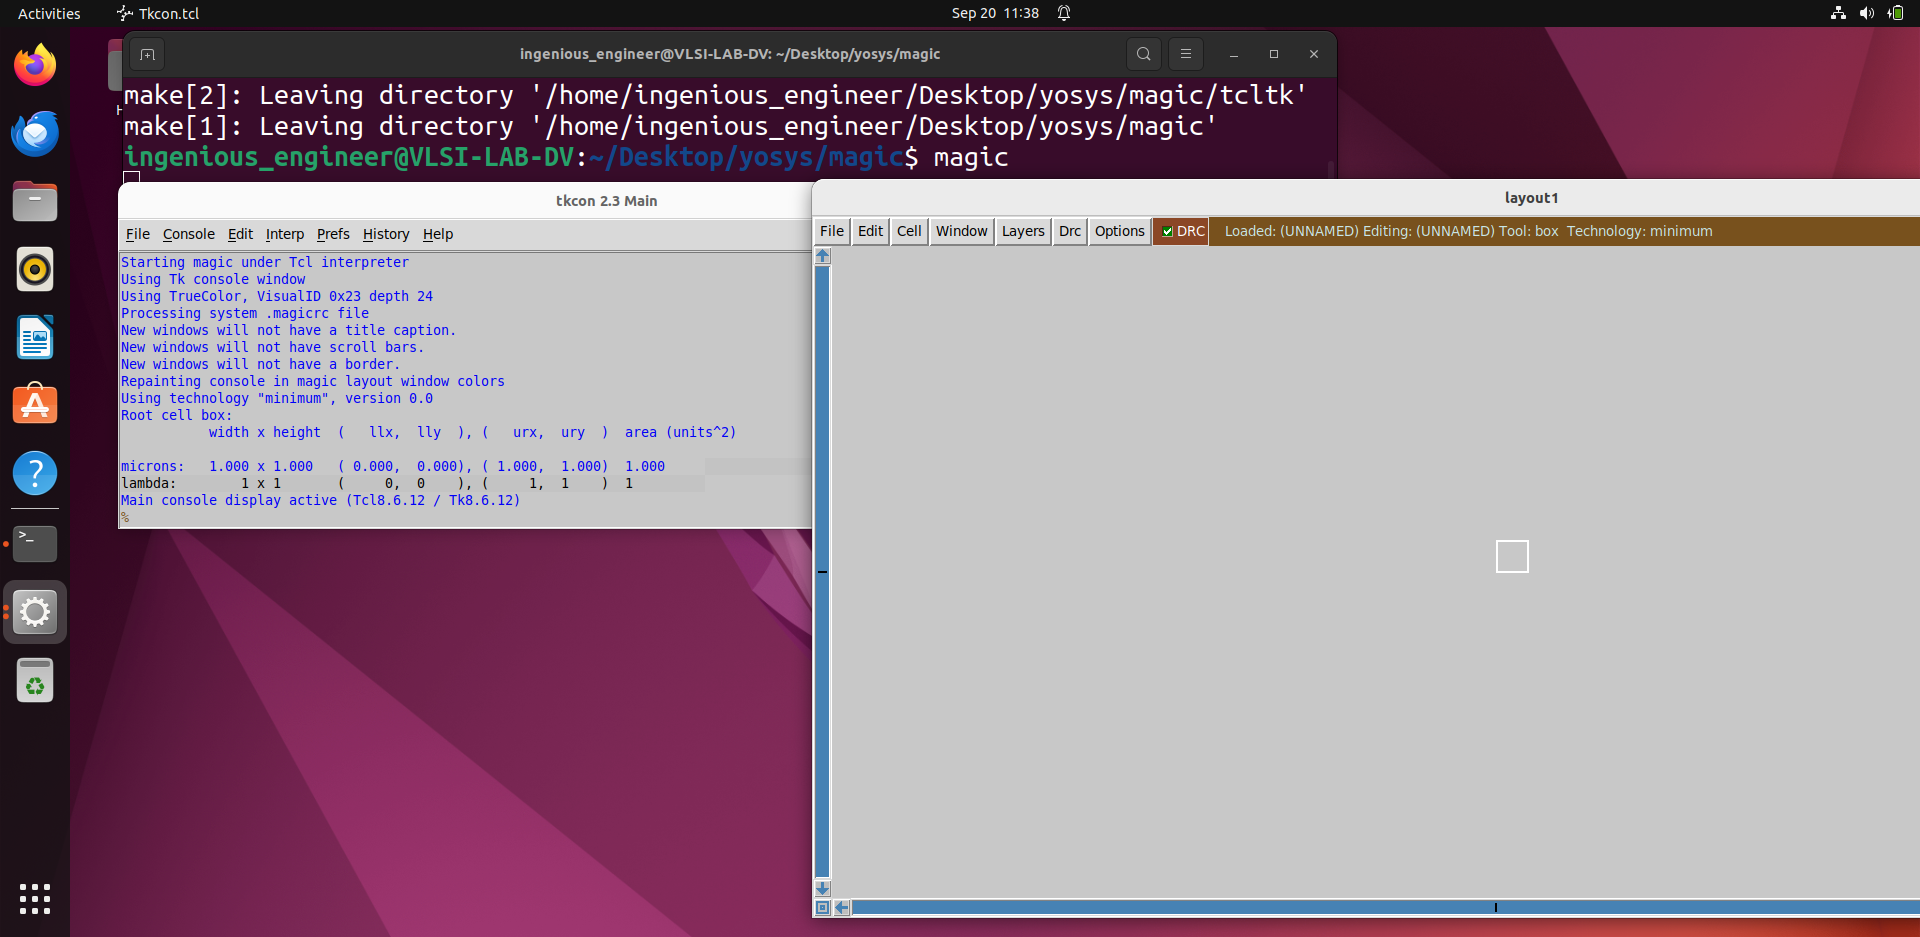 Activities Tkcon.tcl Sep 20 11:38
ingenious_engineer@VLSI-LAB-DV: ~/Desktop/yosys/magic
make[2]: Leaving directory '/home/ingenious_engineer/Desktop/yosys/magic/tcltk'
make[1]: Leaving directory '/home/ingenious_engineer/Desktop/yosys/magic'
ingenious_engineer@VLSI-LAB-DV:~/Desktop/yosys/magic$ magic
tkcon 2.3 Main
File Console Edit Interp Prefs History Help
Starting magic under Tcl interpreter
Using Tk console window
Using TrueColor, VisualID 0x23 depth 24
Processing system .magicrc file
New windows will not have a title caption.
New windows will not have scroll bars.
New windows will not have a border.
Repainting console in magic layout window colors
Using technology "minimum", version 0.0
Root cell box:
width x height ( llx, lly ), ( urx, ury ) area (units^2)
microns: 1.000 x 1.000 ( 0.000, 0.000), ( 1.000, 1.000) 1.000
lambda: 1 x 1 ( 0, 0 ), ( 1, 1 ) 1
Main console display active (Tcl8.6.12 / Tk8.6.12)
%
layout1
File Edit Cell Window Layers Drc Options DRC Loaded: (UNNAMED) Editing: (UNNAMED) Tool: box Technology: minimum